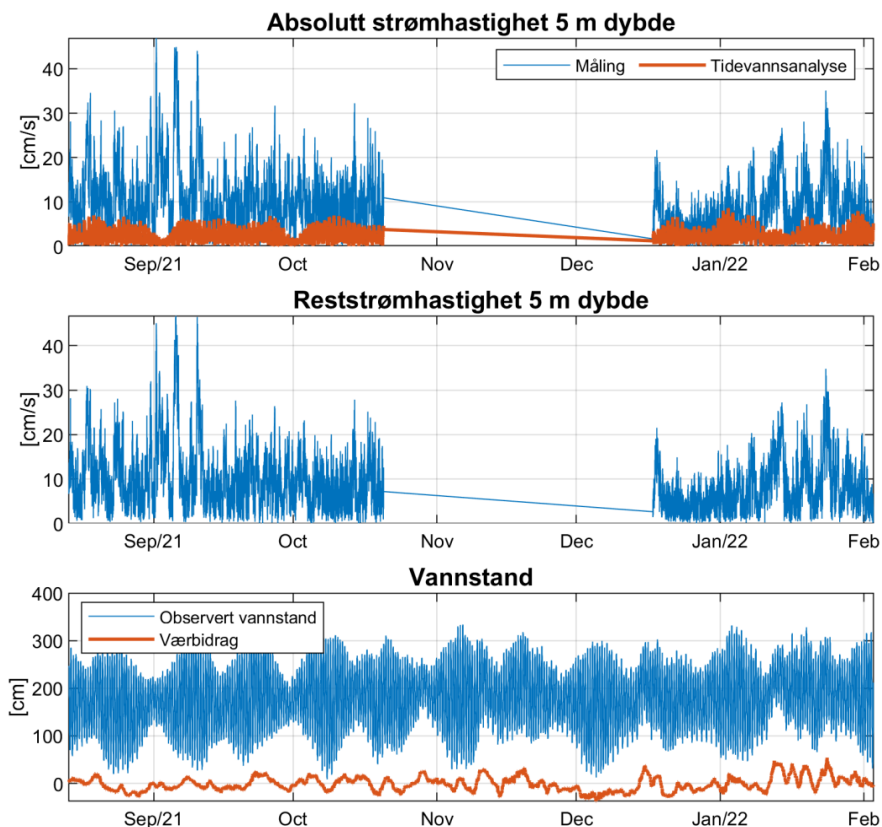 Absolutt strømhastighet 5 m dybde
Måling
Tidevannsanalyse
[cm/s]
40
30
20
10
0
Sep/21
Oct
Nov
Dec
Jan/22
Feb
Reststrømhastighet 5 m dybde
[cm/s]
40
30
20
10
0
Sep/21
Oct
Nov
Dec
Jan/22
Feb
Vannstand
Observert vannstand
Værbidrag
[cm]
400
300
200
100
0
Sep/21
Oct
Nov
Dec
Jan/22
Feb